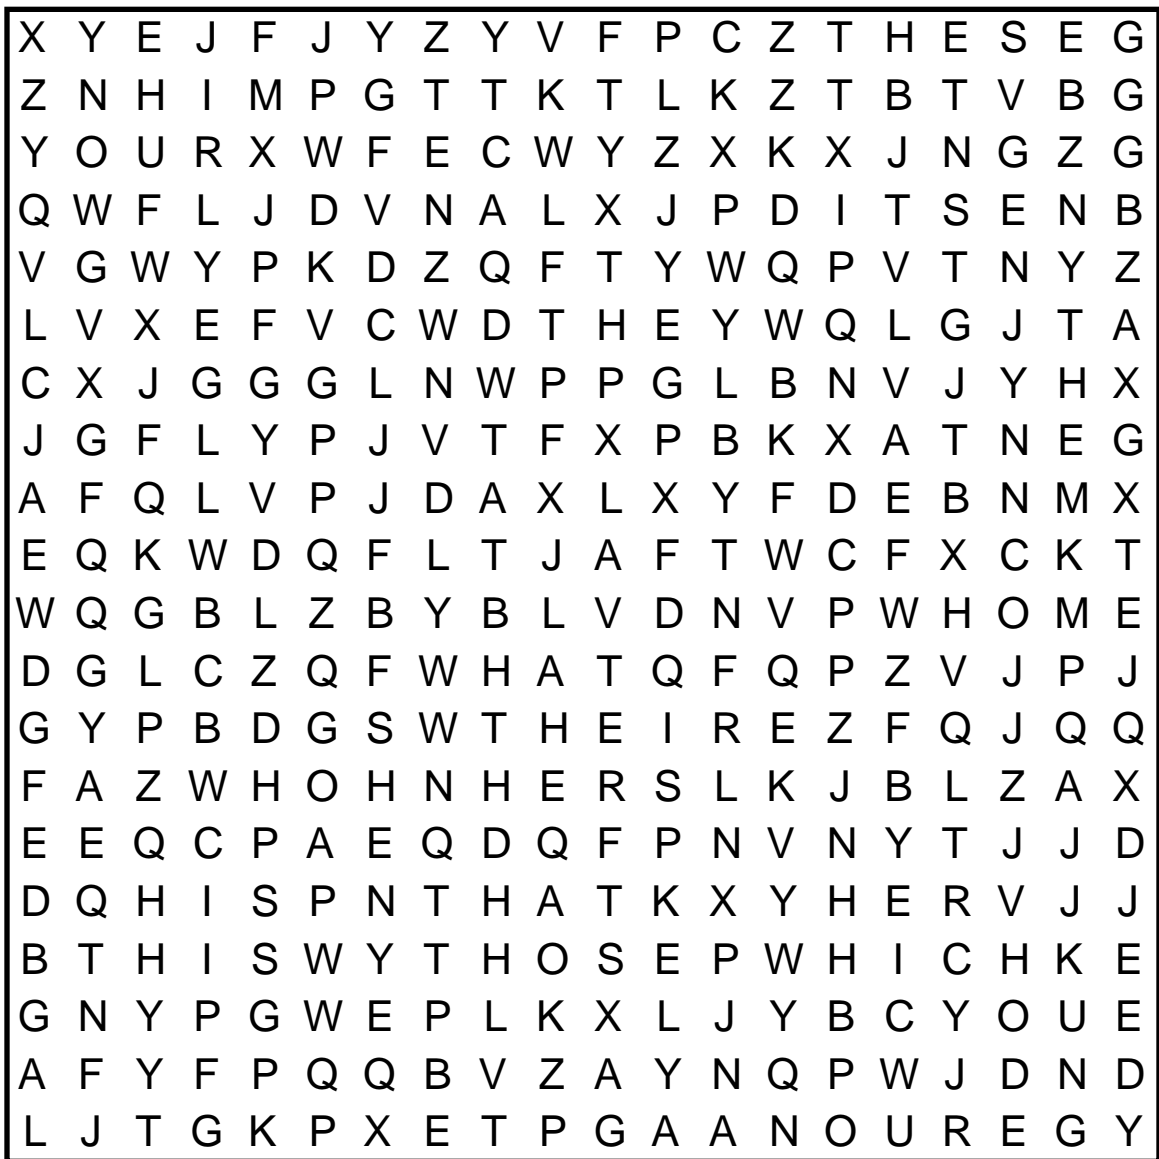 X Y E J F J Y Z Y V F P C Z T H E S E G
Z N H I M P G T T K T L K Z T B T V B G
Y O U R X W F E C W Y Z X K X J N G Z G
Q W F L J D V N A L X J P D I T S E N B
V G W Y P K D Z Q F T Y W Q P V T N Y Z
L V X E F V C W D T H E Y W Q L G J T A
C X J G G G L N W P P G L B N V J Y H X
J G F L Y P J V T F X P B K X A T N E G
A F Q L V P J D A X L X Y F D E B N M X
E Q K W D Q F L T J A F T W C F X C K T
W Q G B L Z B Y B L V D N V P W H O M E
D G L C Z Q F W H A T Q F Q P Z V J P J
G Y P B D G S W T H E I R E Z F Q J Q Q
F A Z W H O H N H E R S L K J B L Z A X
E E Q C P A E Q D Q F P N V N Y T J J D
D Q H I S P N T H A T K X Y H E R V J J
B T H I S W Y T H O S E P W H I C H K E
G N Y P G W E P L K X L J Y B C Y O U E
A F Y F P Q Q B V Z A Y N Q P W J D N D
L J T G K P X E T P G A A N O U R E G Y